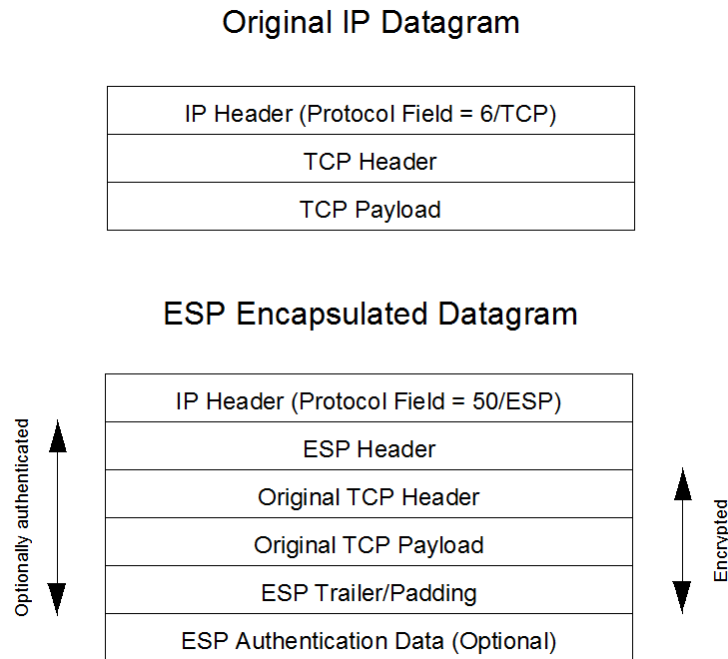 Original IP Datagram
IP Header (Protocol Field = 6/TCP)
TCP Header
TCP Payload
ESP Encapsulated Datagram
IP Header (Protocol Field = 50/ESP)
ESP Header
Original TCP Header
Original TCP Payload
ESP Trailer/Padding
ESP Authentication Data (Optional)
Optionally authenticated
Encrypted